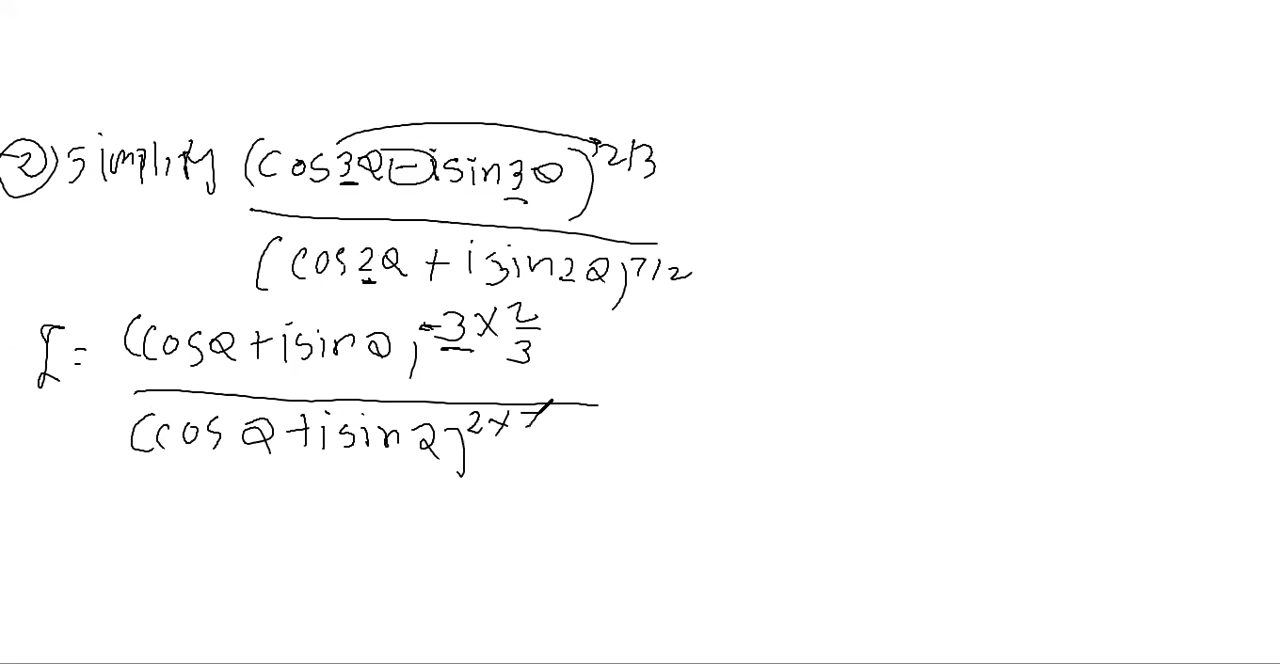 ② Simplify (cos3θ-isin3θ)^2/3
(cos2θ+isin2θ)^7/2
I= (cosθ+isinθ)^-3×2/3
(cosθ+isinθ)^2×7